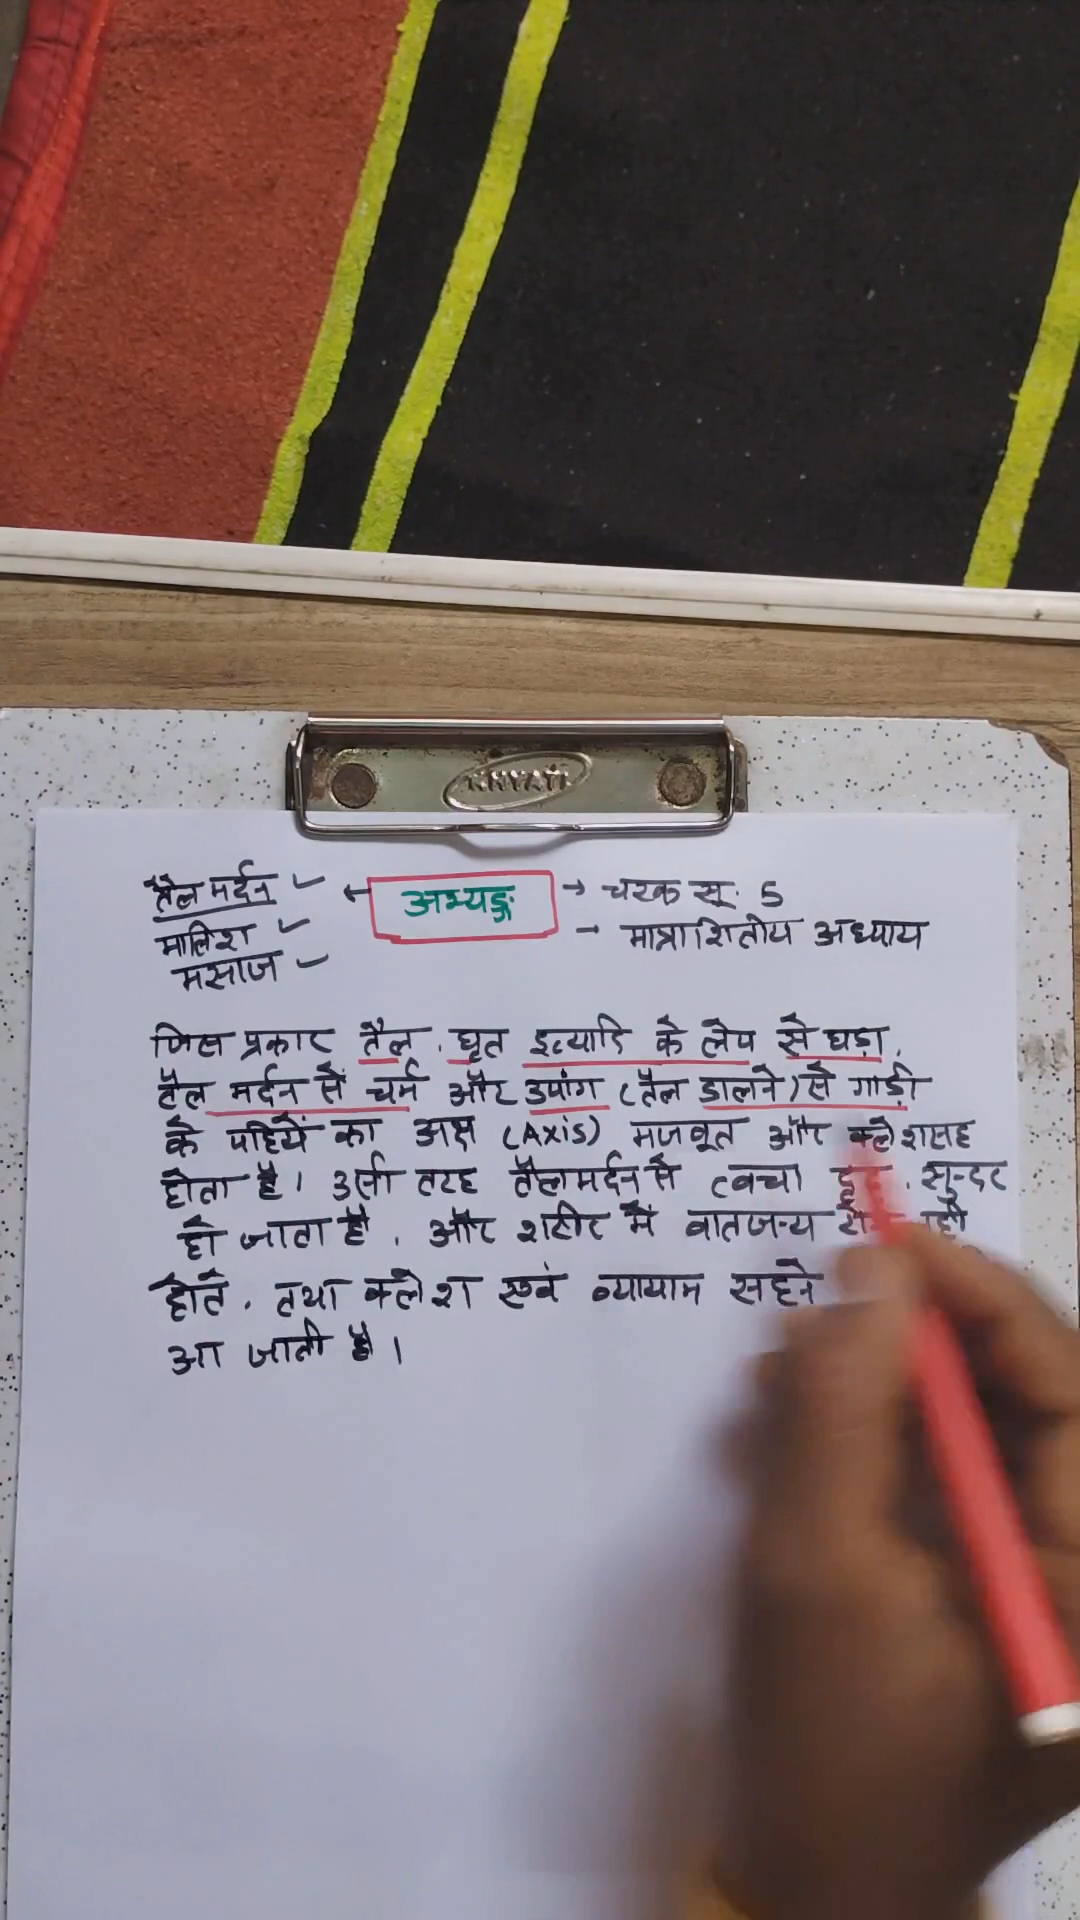 KHYATI
तैल मर्दन ← अभ्यङ्ग → चरक सू. 5
मालिश → मात्राशितीय अध्याय
मसाज
जिस प्रकार तैल, घृत इत्यादि के लेप से घड़ा,
तैल मर्दन से चर्म और उपांग (तैल डालने) से गाड़ी
के पहिये का अक्ष (Axis) मजबूत और क्लेशसह
होता है। उसी तरह तैलमर्दन से त्वचा दृढ़, सुन्दर
हो जाता है, और शरीर में वातजन्य
होते, तथा क्लेश एवं व्यायाम सहने
आ जाती है।